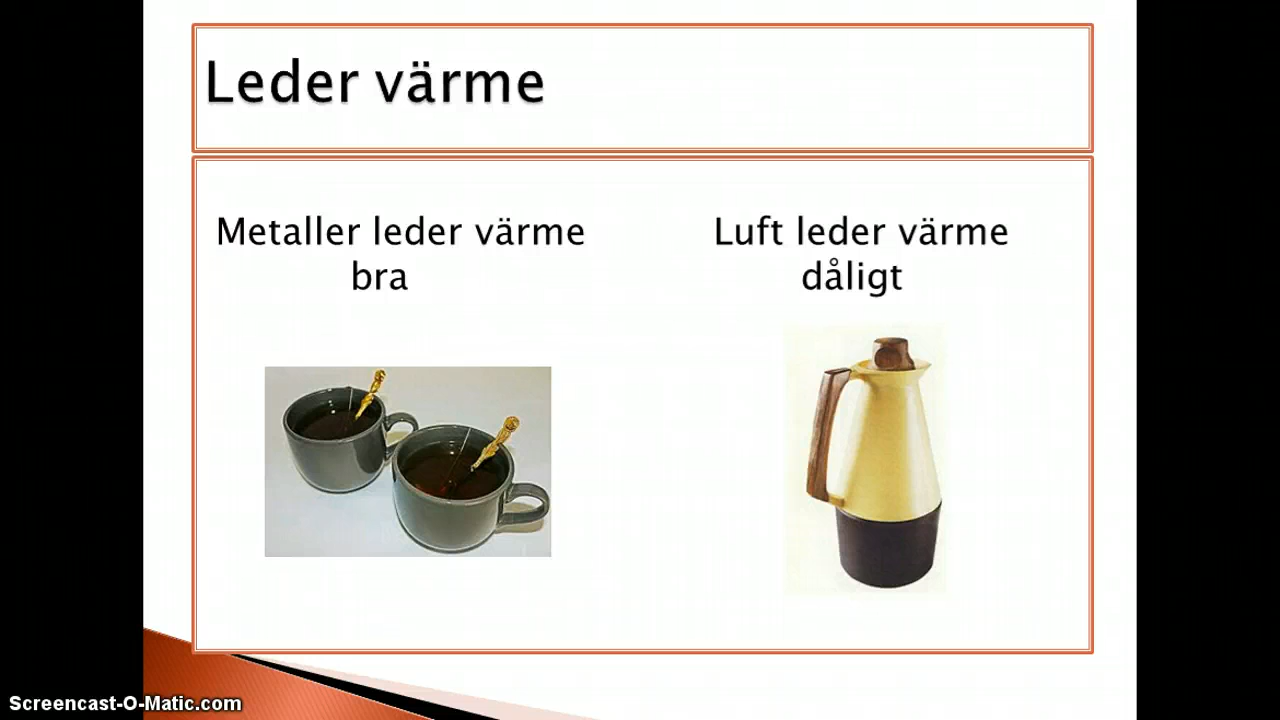 Leder värme
Metaller leder värme
bra
Luft leder värme
dåligt
Screencast-O-Matic.com